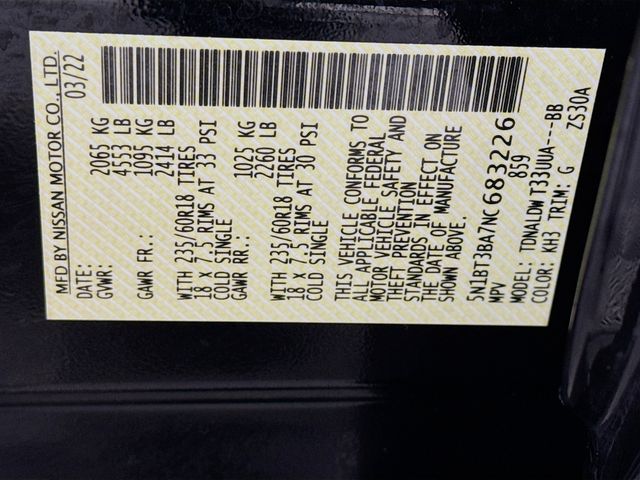 MFD BY NISSAN MOTOR CO., LTD.
DATE: 03/22
GVWR: 2065 KG
4553 LB
GAWR FR.: 1095 KG
2414 LB
WITH 235/60R18 TIRES
18 X 7.5 RIMS AT 33 PSI
COLD SINGLE
GAWR RR.: 1025 KG
2260 LB
WITH 235/60R18 TIRES
18 X 7.5 RIMS AT 30 PSI
COLD SINGLE
THIS VEHICLE CONFORMS TO
ALL APPLICABLE FEDERAL
MOTOR VEHICLE SAFETY AND
THEFT PREVENTION
STANDARDS IN EFFECT ON
THE DATE OF MANUFACTURE
SHOWN ABOVE.
5N1BT3BA7NC683226
MPV 859
MODEL: TDNALDW T33UUA---BB
COLOR: KH3 TRIM: G
ZS30A